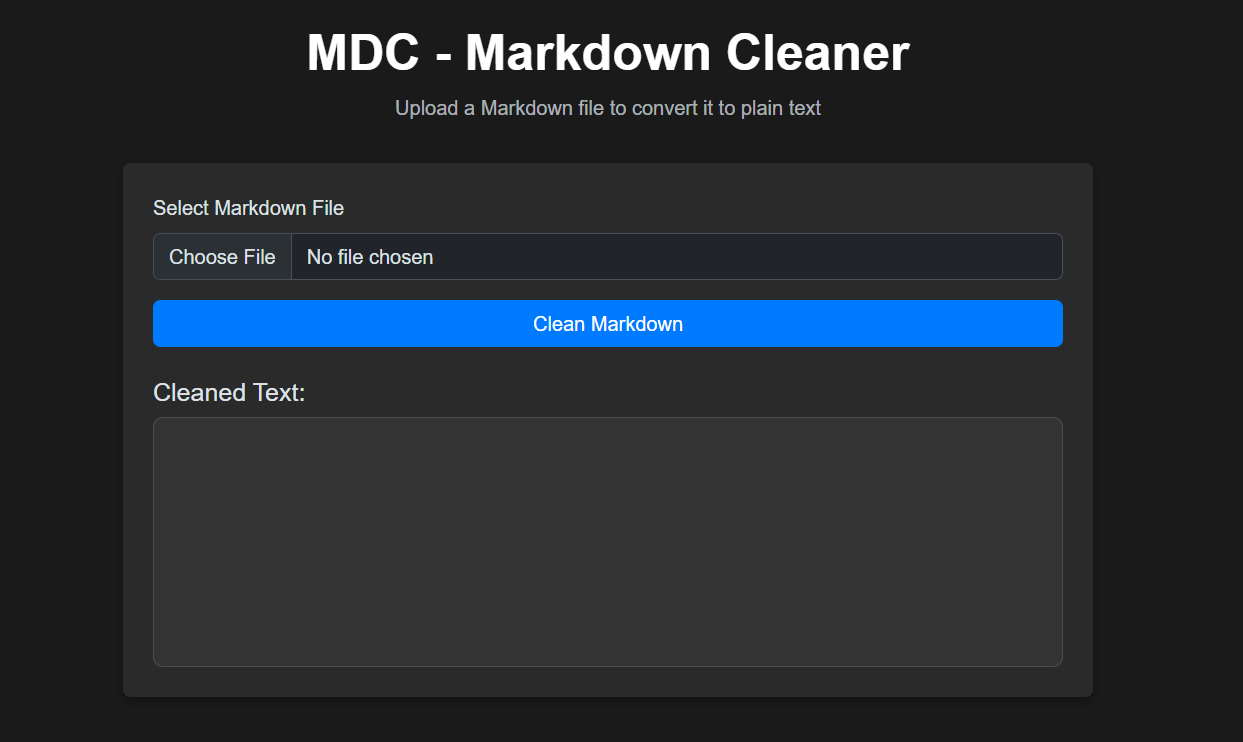 MDC - Markdown Cleaner
Upload a Markdown file to convert it to plain text
Select Markdown File
Choose File No file chosen
Clean Markdown
Cleaned Text: